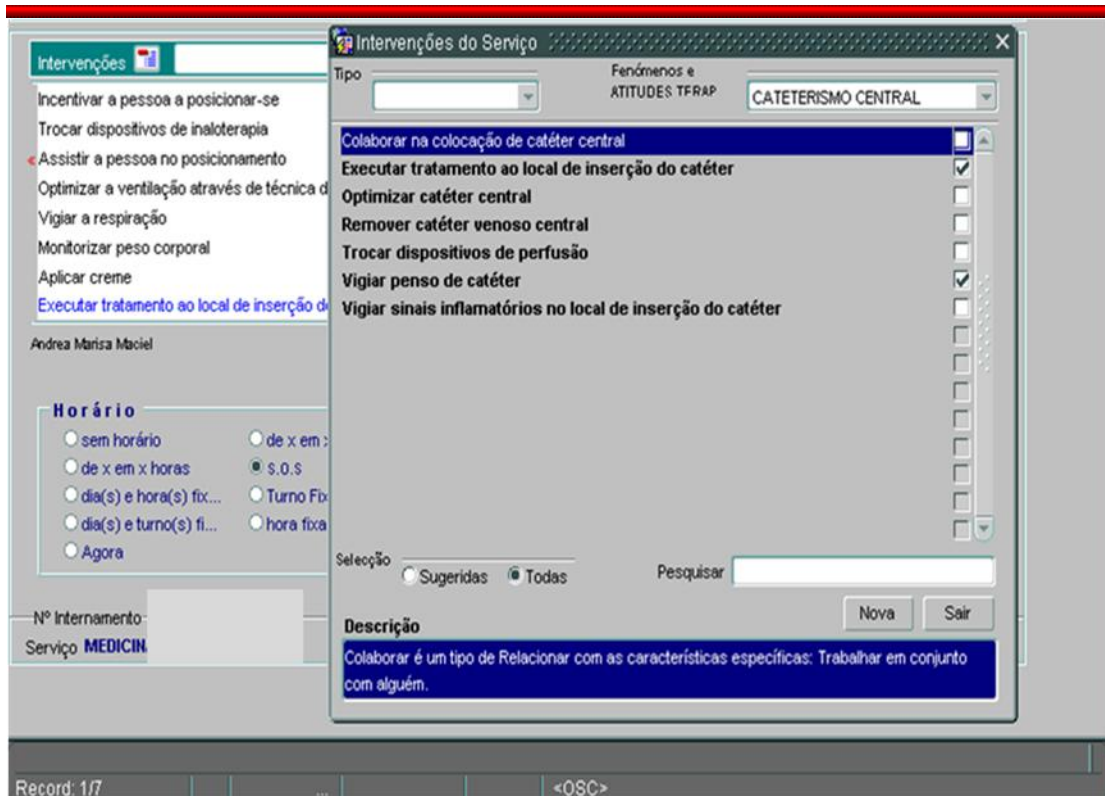 Intervenções
Incentivar a pessoa a posicionar-se
Trocar dispositivos de inaloterapia
« Assistir a pessoa no posicionamento
Optimizar a ventilação através de técnica d
Vigiar a respiração
Monitorizar peso corporal
Aplicar creme
Executar tratamento ao local de inserção d
Andrea Marisa Maciel
Horário
sem horário
de x em x
de x em x horas
s.o.s
dia(s) e hora(s) fix...
Turno Fix
dia(s) e turno(s) fi...
hora fixa
Agora
Nº Internamento
Serviço MEDICIN
Intervenções do Serviço X
Tipo
Fenómenos e
ATITUDES TERAP
CATETERISMO CENTRAL
Colaborar na colocação de catéter central
Executar tratamento ao local de inserção do catéter
Optimizar catéter central
Remover catéter venoso central
Trocar dispositivos de perfusão
Vigiar penso de catéter
Vigiar sinais inflamatórios no local de inserção do catéter
Selecção
Sugeridas Todas
Pesquisar
Nova Sair
Descrição
Colaborar é um tipo de Relacionar com as características específicas: Trabalhar em conjunto
com alguém.
Record: 1/7 ... <OSC>